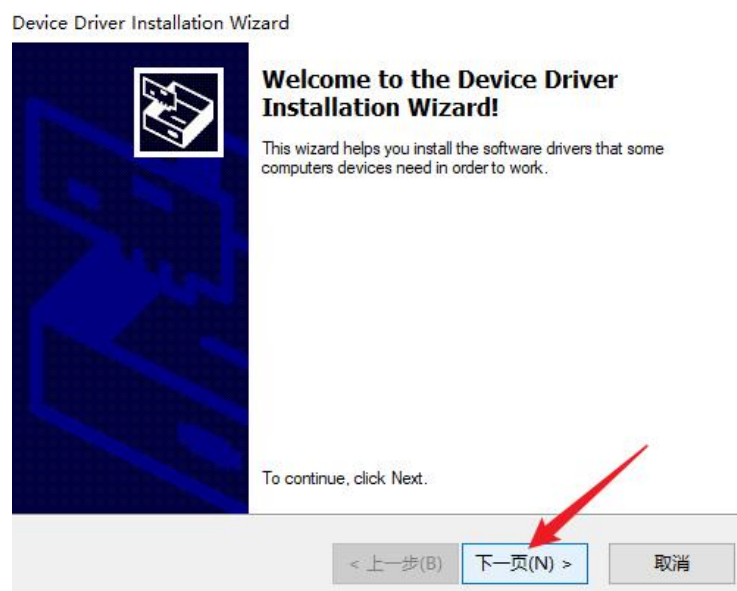 Device Driver Installation Wizard
Welcome to the Device Driver
Installation Wizard!
This wizard helps you install the software drivers that some
computers devices need in order to work.
To continue, click Next.
< 上一步(B)
下一页(N) >
取消